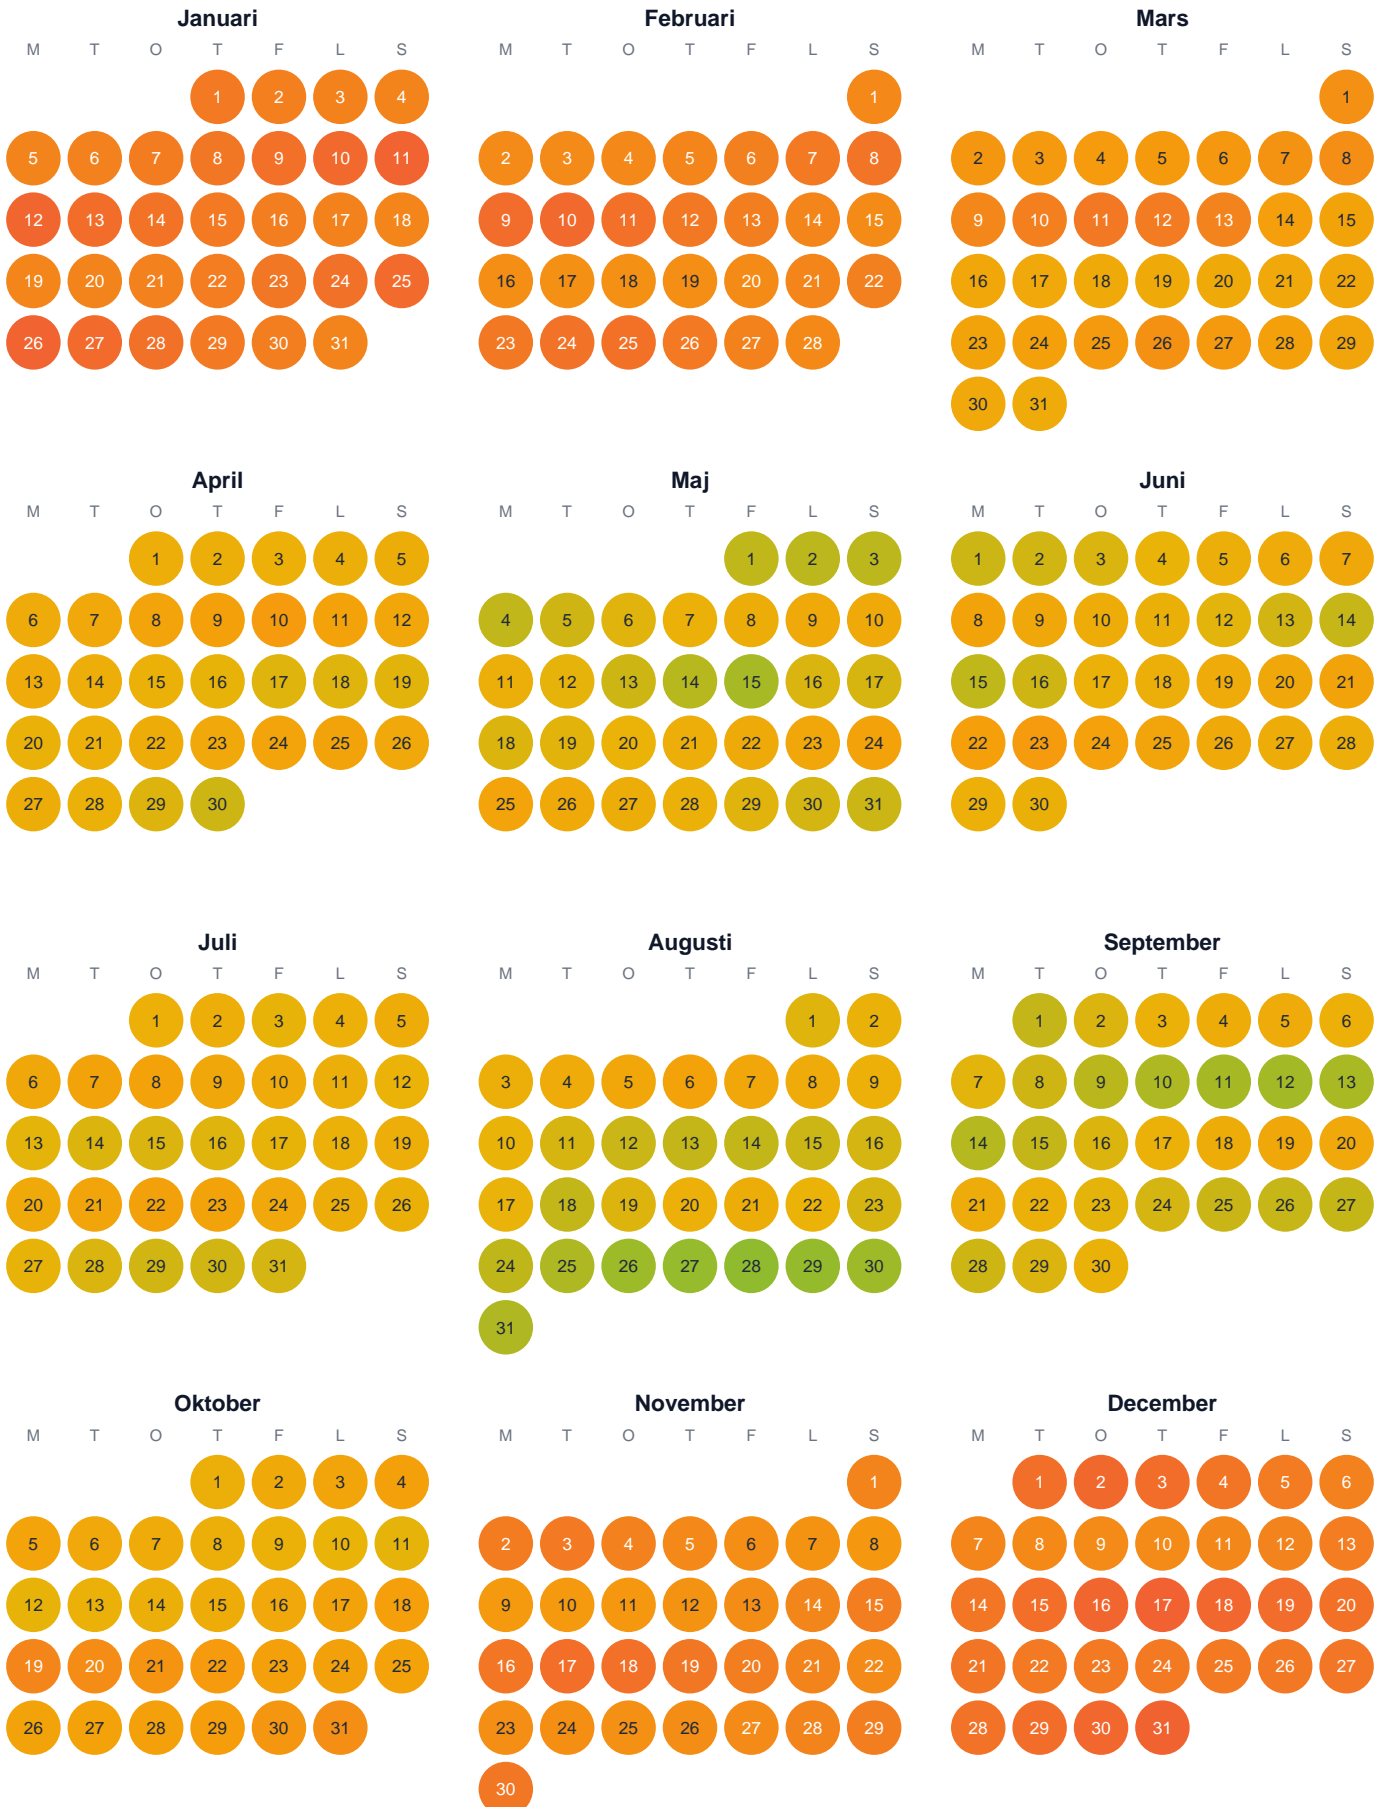 Januari Februari Mars
M T O T F L S M T O T F L S M T O T F L S
1 2 3 4 1 1
5 6 7 8 9 10 11 2 3 4 5 6 7 8 2 3 4 5 6 7 8
12 13 14 15 16 17 18 9 10 11 12 13 14 15 9 10 11 12 13 14 15
19 20 21 22 23 24 25 16 17 18 19 20 21 22 16 17 18 19 20 21 22
26 27 28 29 30 31 23 24 25 26 27 28 23 24 25 26 27 28 29
30 31
April Maj Juni
M T O T F L S M T O T F L S M T O T F L S
1 2 3 4 5 1 2 3 1 2 3 4 5 6 7
6 7 8 9 10 11 12 4 5 6 7 8 9 10 8 9 10 11 12 13 14
13 14 15 16 17 18 19 11 12 13 14 15 16 17 15 16 17 18 19 20 21
20 21 22 23 24 25 26 18 19 20 21 22 23 24 22 23 24 25 26 27 28
27 28 29 30 25 26 27 28 29 30 31 29 30
Juli Augusti September
M T O T F L S M T O T F L S M T O T F L S
1 2 3 4 5 1 2 1 2 3 4 5 6
6 7 8 9 10 11 12 3 4 5 6 7 8 9 7 8 9 10 11 12 13
13 14 15 16 17 18 19 10 11 12 13 14 15 16 14 15 16 17 18 19 20
20 21 22 23 24 25 26 17 18 19 20 21 22 23 21 22 23 24 25 26 27
27 28 29 30 31 24 25 26 27 28 29 30 28 29 30
31
Oktober November December
M T O T F L S M T O T F L S M T O T F L S
1 2 3 4 1 1 2 3 4 5 6
5 6 7 8 9 10 11 2 3 4 5 6 7 8 7 8 9 10 11 12 13
12 13 14 15 16 17 18 9 10 11 12 13 14 15 14 15 16 17 18 19 20
19 20 21 22 23 24 25 16 17 18 19 20 21 22 21 22 23 24 25 26 27
26 27 28 29 30 31 23 24 25 26 27 28 29 28 29 30 31
30